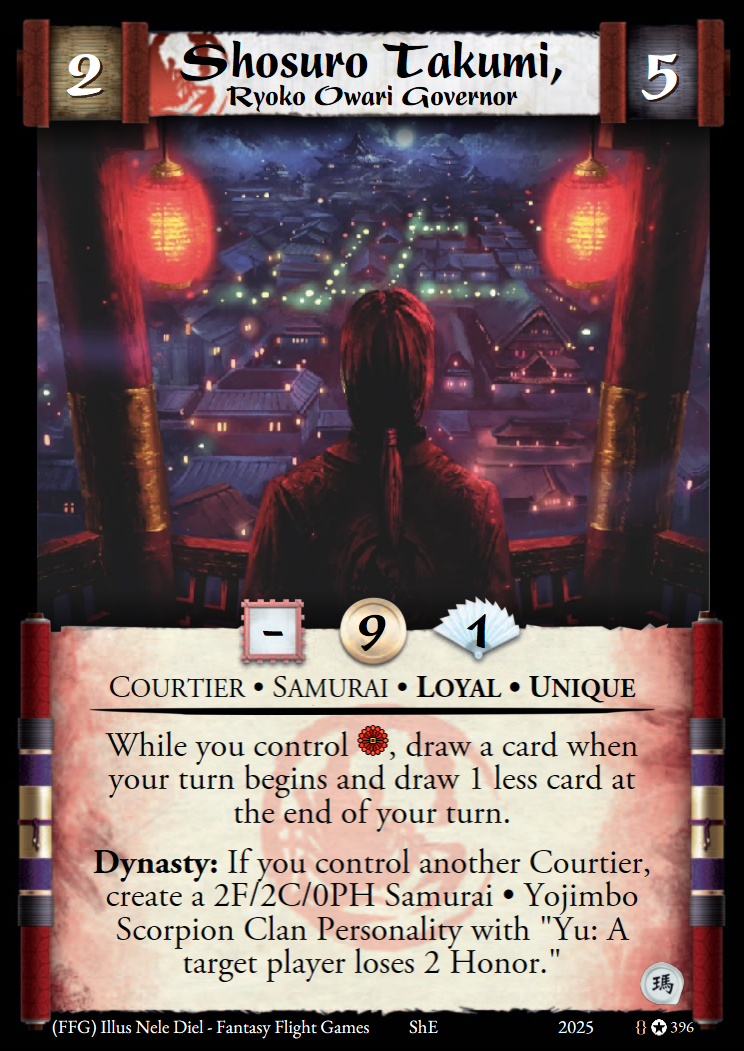 2
Shosuro Takumi,
5
Ryoko Owari Governor
- 9 1
COURTIER • SAMURAI • LOYAL • UNIQUE
While you control , draw a card when
your turn begins and draw 1 less card at
the end of your turn.
Dynasty: If you control another Courtier,
create a 2F/2C/0PH Samurai • Yojimbo
Scorpion Clan Personality with "Yu: A
target player loses 2 Honor."
瑪
(FFG) Illus Nele Diel - Fantasy Flight Games ShE 2025 {} 396